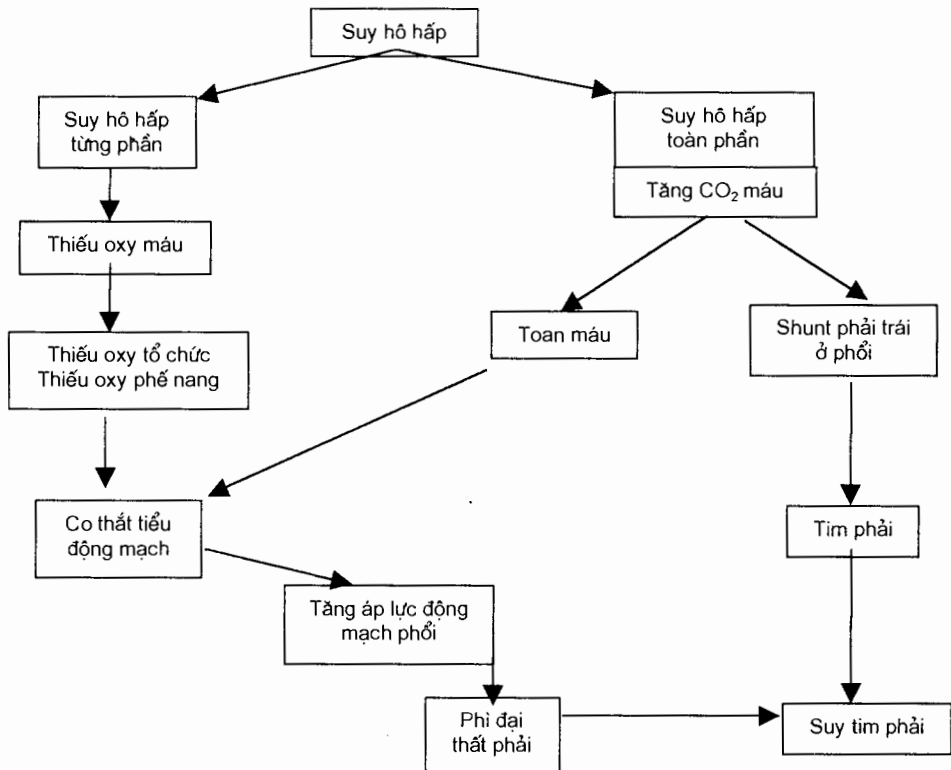 Suy hô hấp
Suy hô hấp
từng phần
Suy hô hấp
toàn phần
Tăng CO₂ máu
Thiếu oxy máu
Toan máu
Shunt phải trái
ở phổi
Thiếu oxy tổ chức
Thiếu oxy phế nang
Co thắt tiểu
động mạch
Tim phải
Tăng áp lực động
mạch phổi
Phì đại
thất phải
Suy tim phải